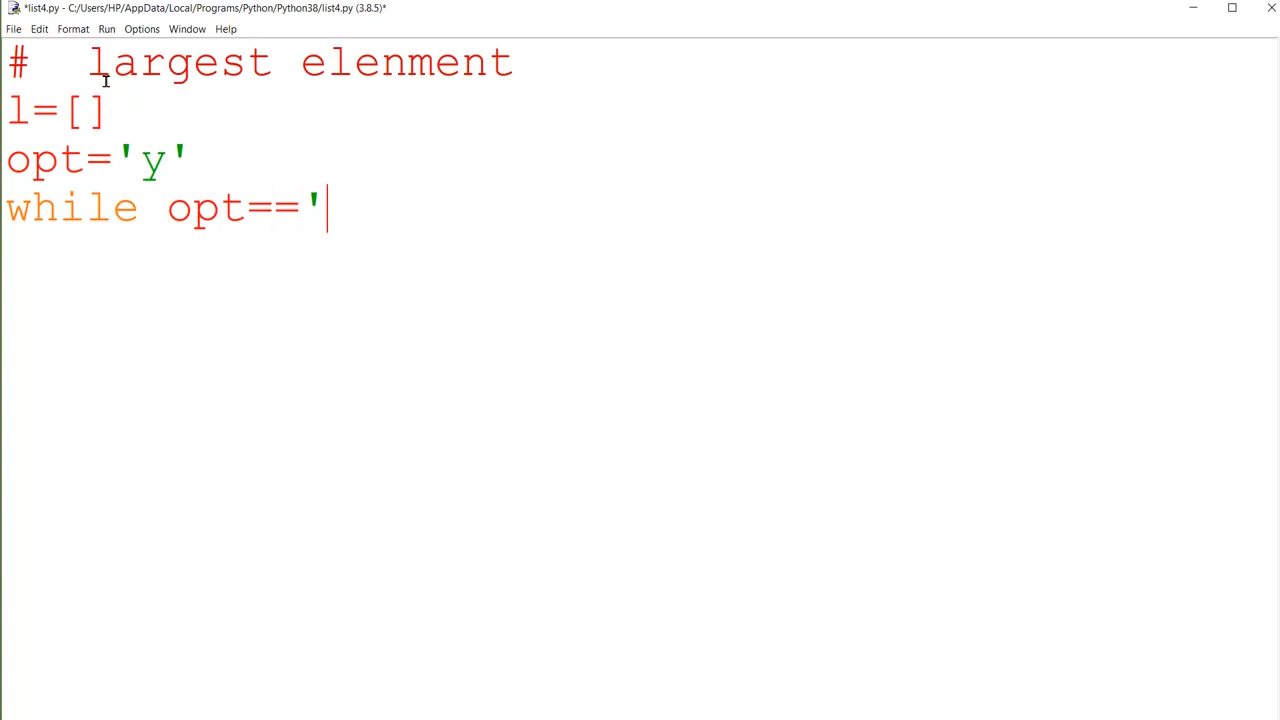 *list4.py - C:/Users/HP/AppData/Local/Programs/Python/Python38/list4.py (3.8.5)*
File Edit Format Run Options Window Help
#  largest elenment
l=[]
opt='y'
while opt=='